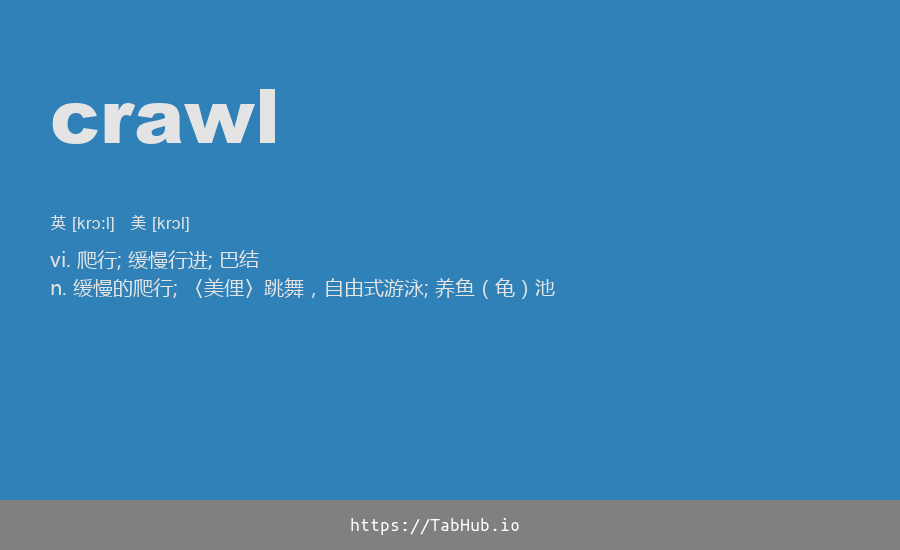 crawl
英 [krɔːl] 美 [krɔl]
vi. 爬行; 缓慢行进; 巴结
n. 缓慢的爬行; 〈美俚〉跳舞，自由式游泳; 养鱼（龟）池
https://TabHub.io